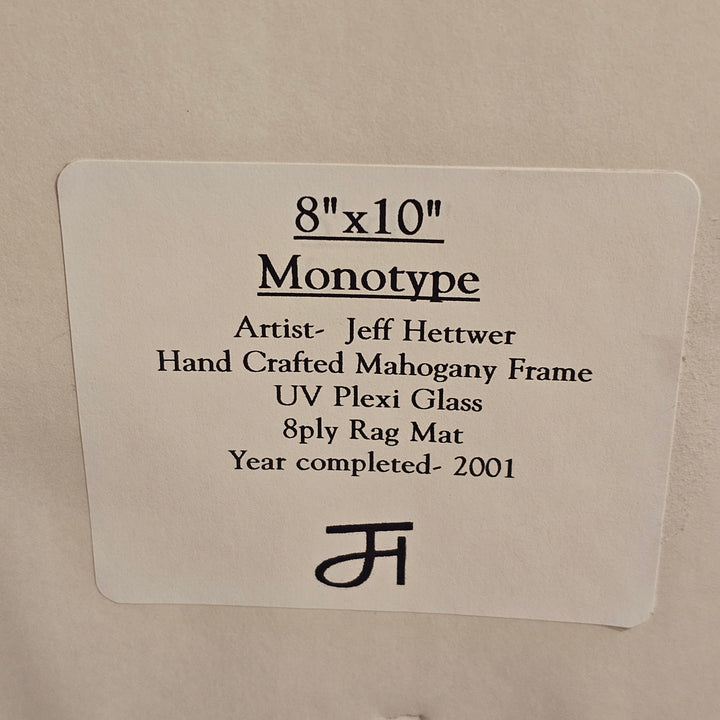 8"x10"
Monotype
Artist- Jeff Hettwer
Hand Crafted Mahogany Frame
UV Plexi Glass
8ply Rag Mat
Year completed- 2001
JH